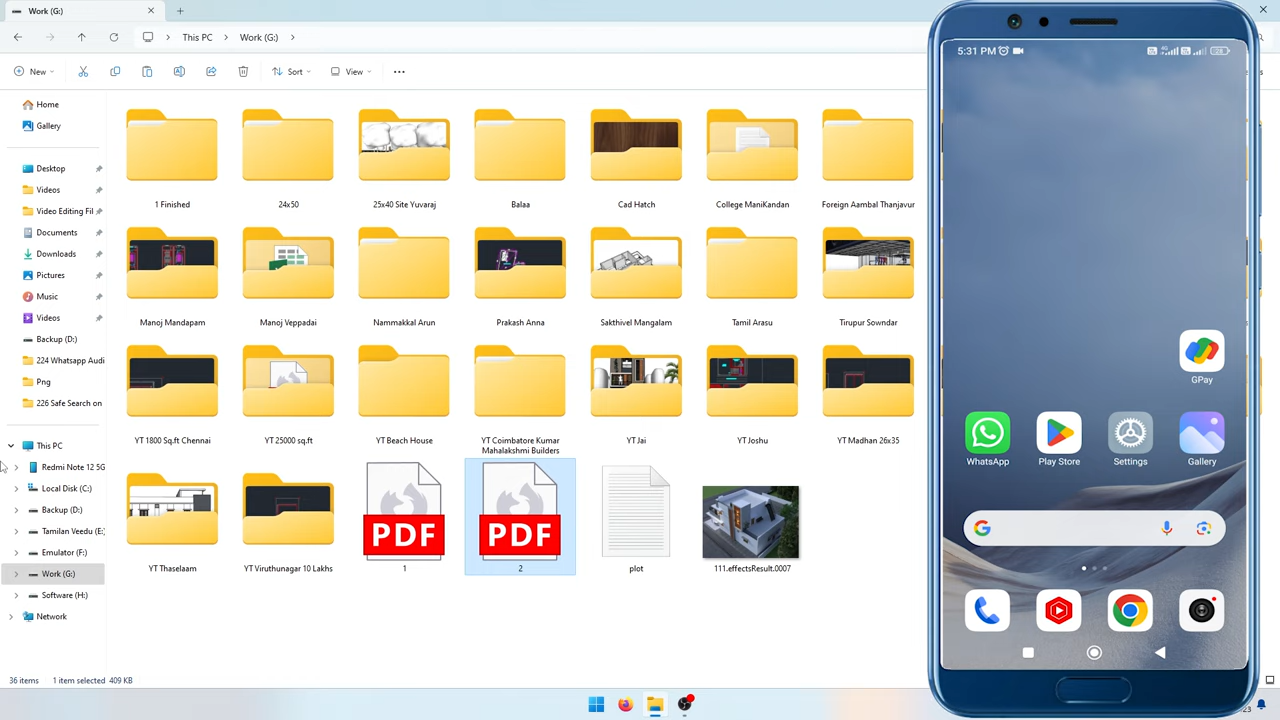 Work (G:)
This PC
Work (G:)
New
Sort
View
Home
Gallery
Desktop
Videos
Video Editing Fil
Documents
Downloads
Pictures
Music
Videos
Backup (D:)
224 Whatsapp Audi
Png
226 Safe Search on
This PC
Redmi Note 12 5G
Local Disk (C:)
Backup (D:)
Tamilan Veedu (E:
Emulator (F:)
Work (G:)
Software (H:)
Network
1 Finished
24x50
25x40 Site Yuvaraj
Balaa
Cad Hatch
College ManiKandan
Foreign Aambal Thanjavur
Manoj Mandapam
Manoj Veppadai
Nammakkal Arun
Prakash Anna
Sakthivel Mangalam
Tamil Arasu
Tirupur Sowndar
YT 1800 Sq.ft Chennai
YT 25000 sq.ft
YT Beach House
YT Coimbatore Kumar
Mahalakshmi Builders
YT Jai
YT Joshu
YT Madhan 26x35
YT Thaselaam
YT Viruthunagar 10 Lakhs
PDF
1
PDF
2
plot
111.effectsResult.0007
36 items
1 item selected 409 KB
5:31 PM
GPay
WhatsApp
Play Store
Settings
Gallery